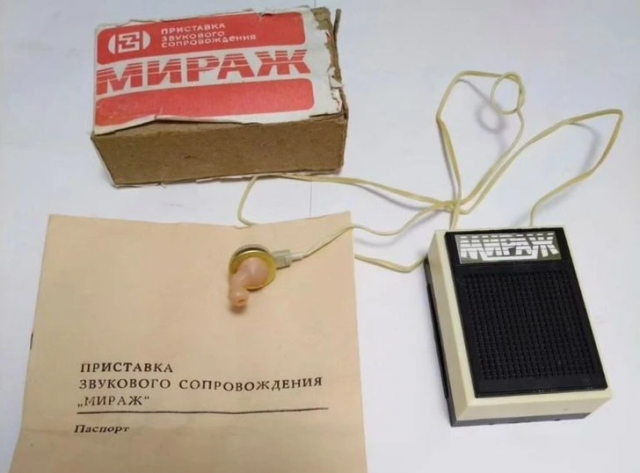 ПРИСТАВКА
ЗВУКОВОГО
СОПРОВОЖДЕНИЯ
МИРАЖ
МИРАЖ
ПРИСТАВКА
ЗВУКОВОГО СОПРОВОЖДЕНИЯ
„МИРАЖ“
Паспорт